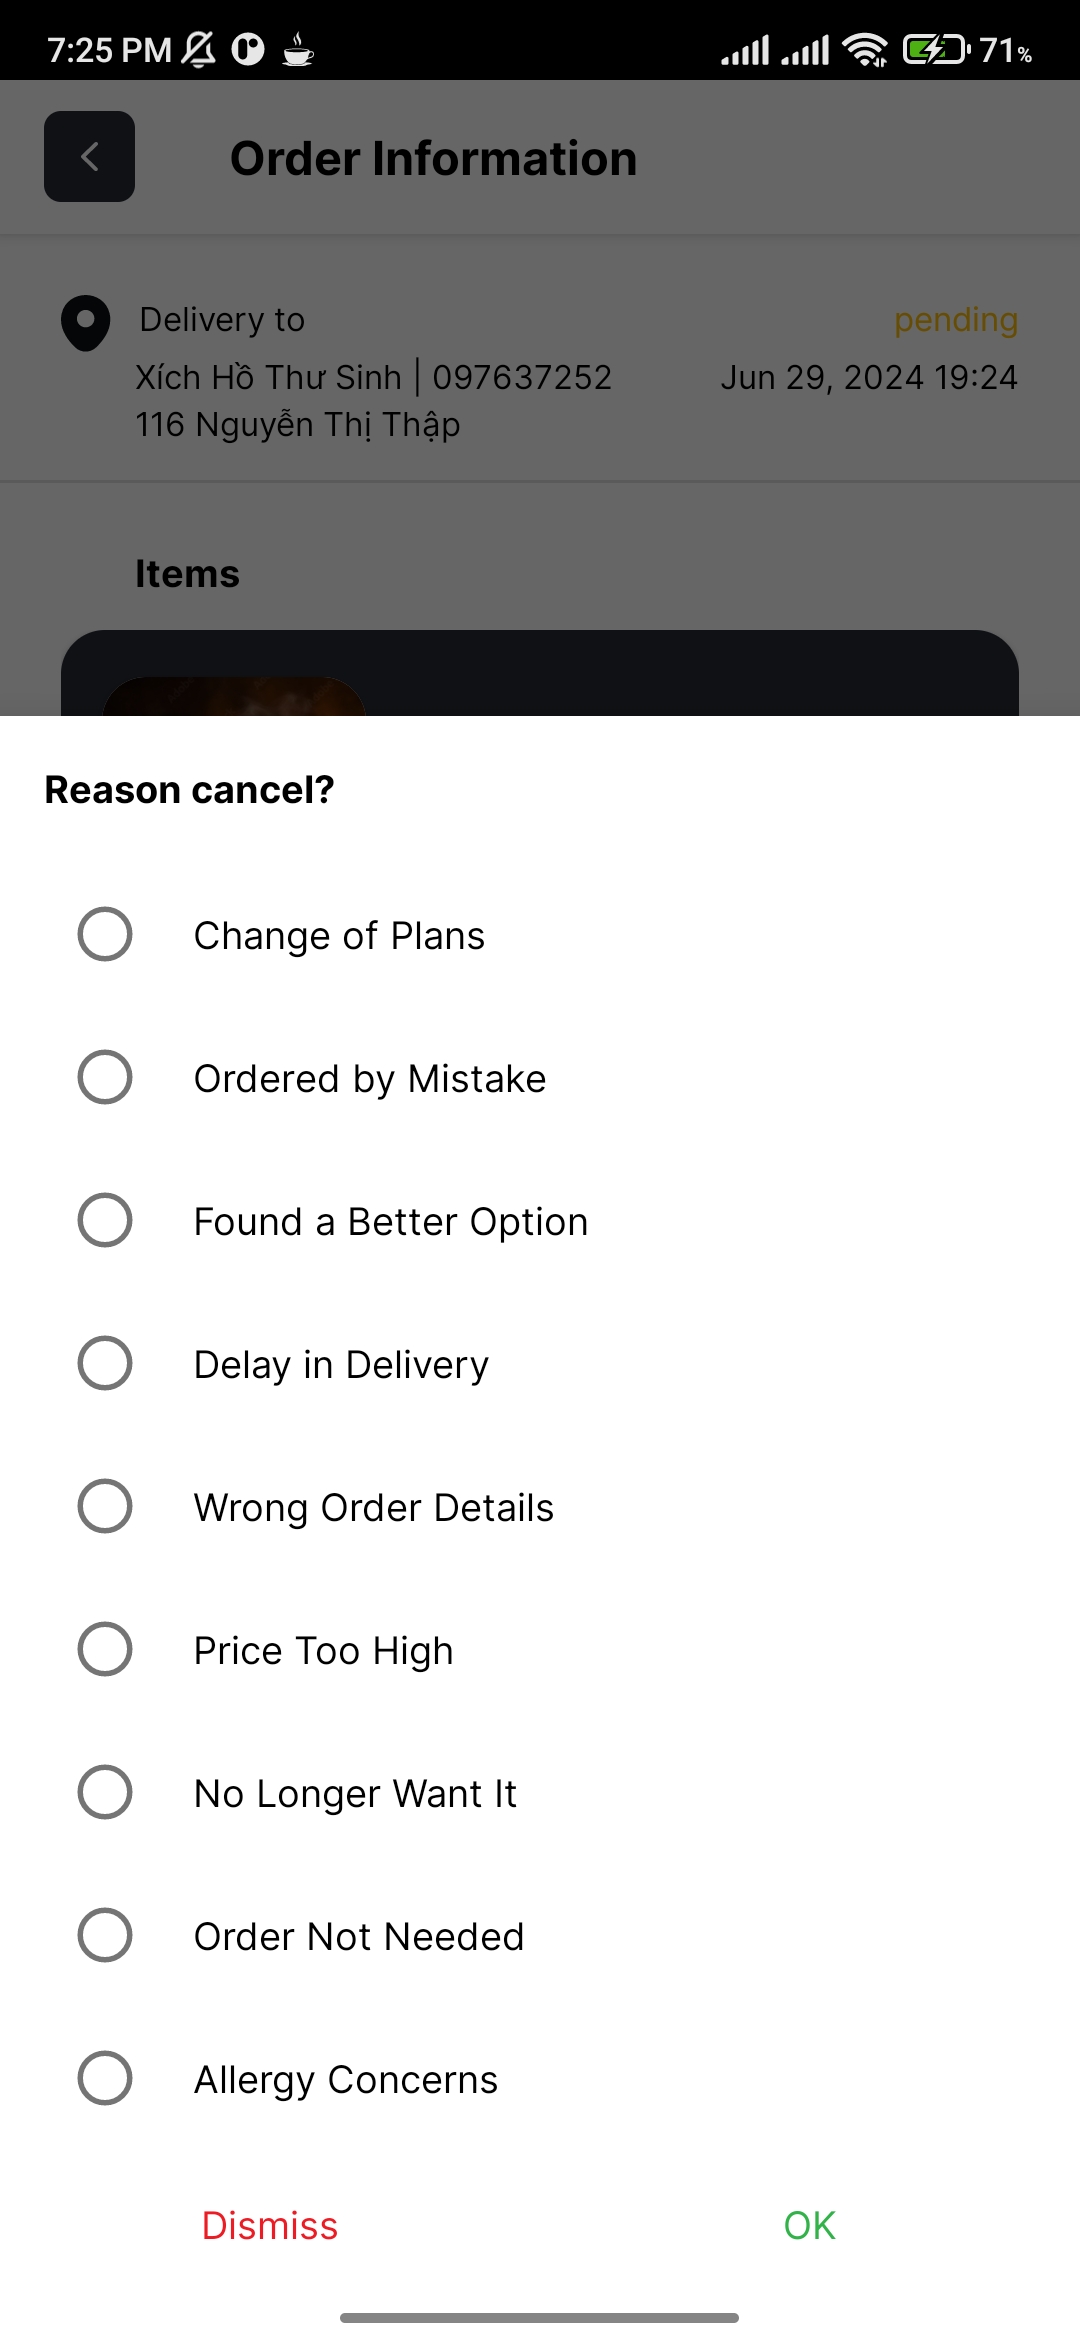 7:25 PM 71%
Order Information
Delivery to pending
Xích Hồ Thư Sinh | 097637252 Jun 29, 2024 19:24
116 Nguyễn Thị Thập
Items
Reason cancel?
Change of Plans
Ordered by Mistake
Found a Better Option
Delay in Delivery
Wrong Order Details
Price Too High
No Longer Want It
Order Not Needed
Allergy Concerns
Dismiss OK